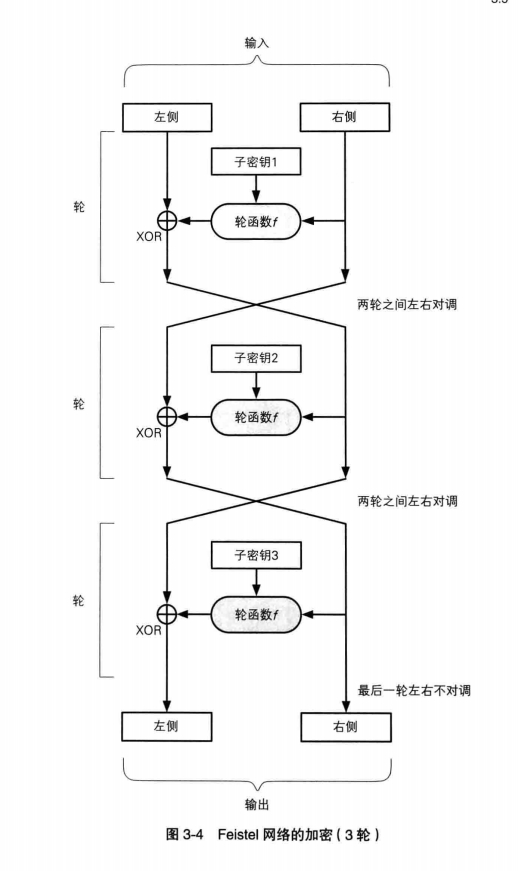 输入
左侧
右侧
子密钥1
轮
轮函数f
XOR
两轮之间左右对调
子密钥2
轮
轮函数f
XOR
两轮之间左右对调
子密钥3
轮
轮函数f
XOR
最后一轮左右不对调
左侧
右侧
输出
图 3-4 Feistel 网络的加密(3 轮)